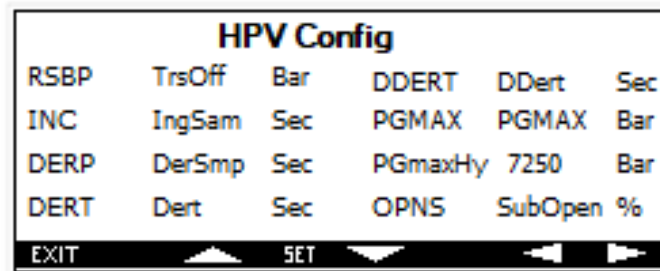 HPV Config
RSBP TrsOff Bar DDERT DDert Sec
INC IngSam Sec PGMAX PGMAX Bar
DERP DerSmp Sec PGmaxHy 7250 Bar
DERT Dert Sec OPNS SubOpen %
EXIT SET